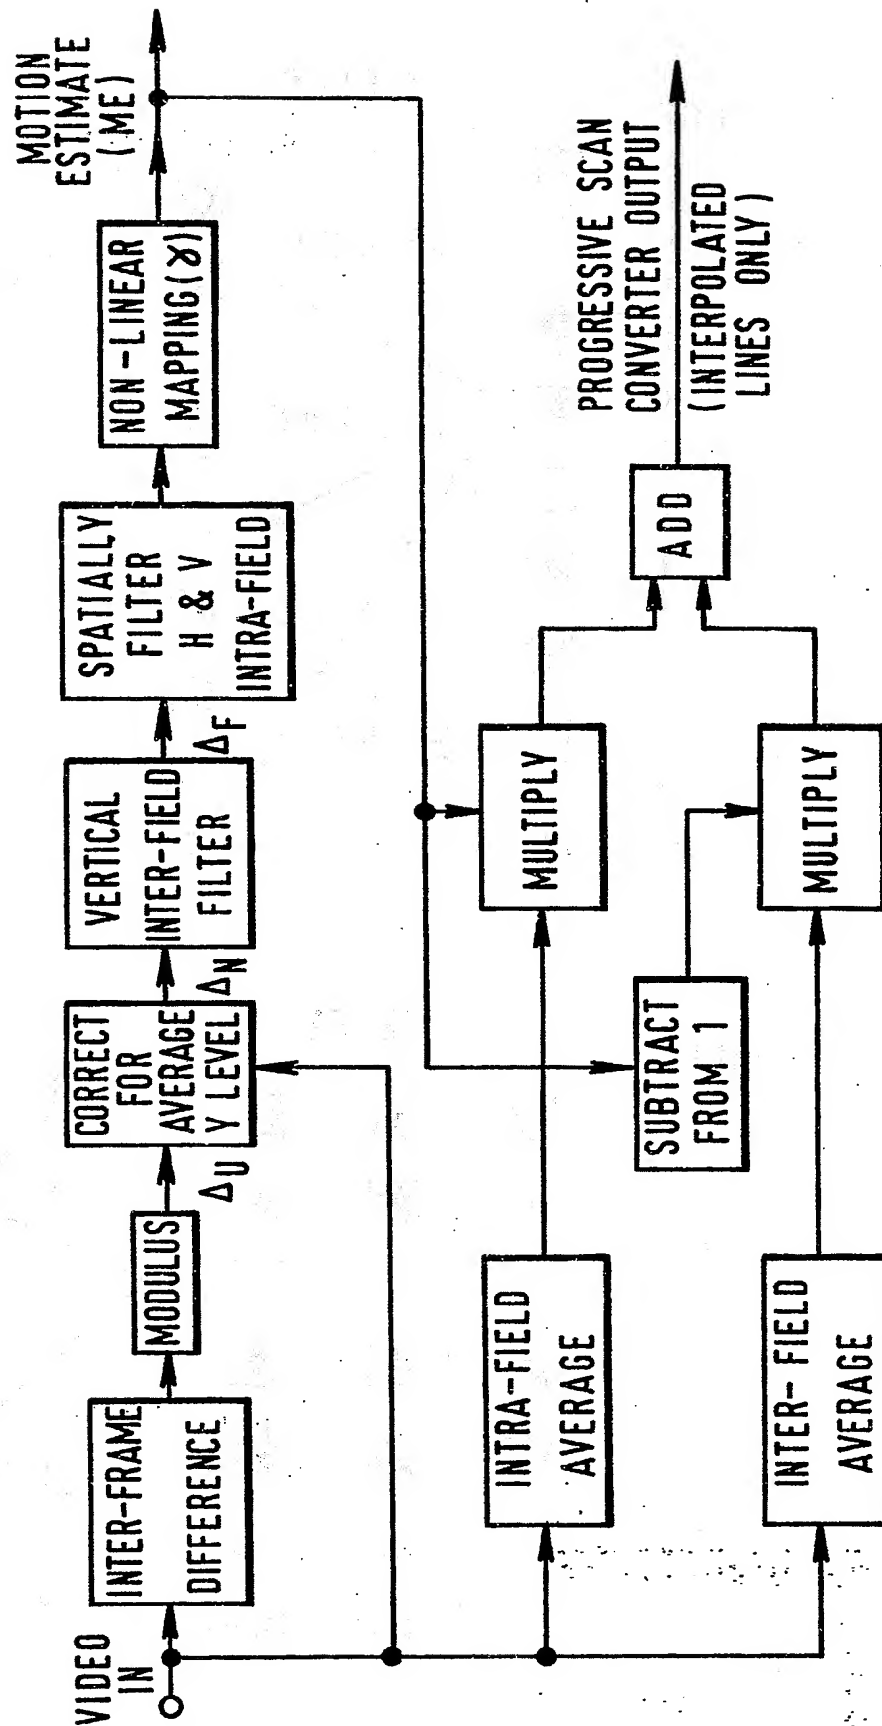 VIDEO
IN
INTER-FRAME
DIFFERENCE
MODULUS
ΔU
CORRECT
FOR
AVERAGE
Y LEVEL
ΔN
VERTICAL
INTER-FIELD
FILTER
ΔF
SPATIALLY
FILTER
H & V
INTRA-FIELD
NON-LINEAR
MAPPING(γ)
MOTION
ESTIMATE
(ME)
INTRA-FIELD
AVERAGE
MULTIPLY
SUBTRACT
FROM 1
INTER-FIELD
AVERAGE
MULTIPLY
ADD
PROGRESSIVE SCAN
CONVERTER OUTPUT
(INTERPOLATED
LINES ONLY)